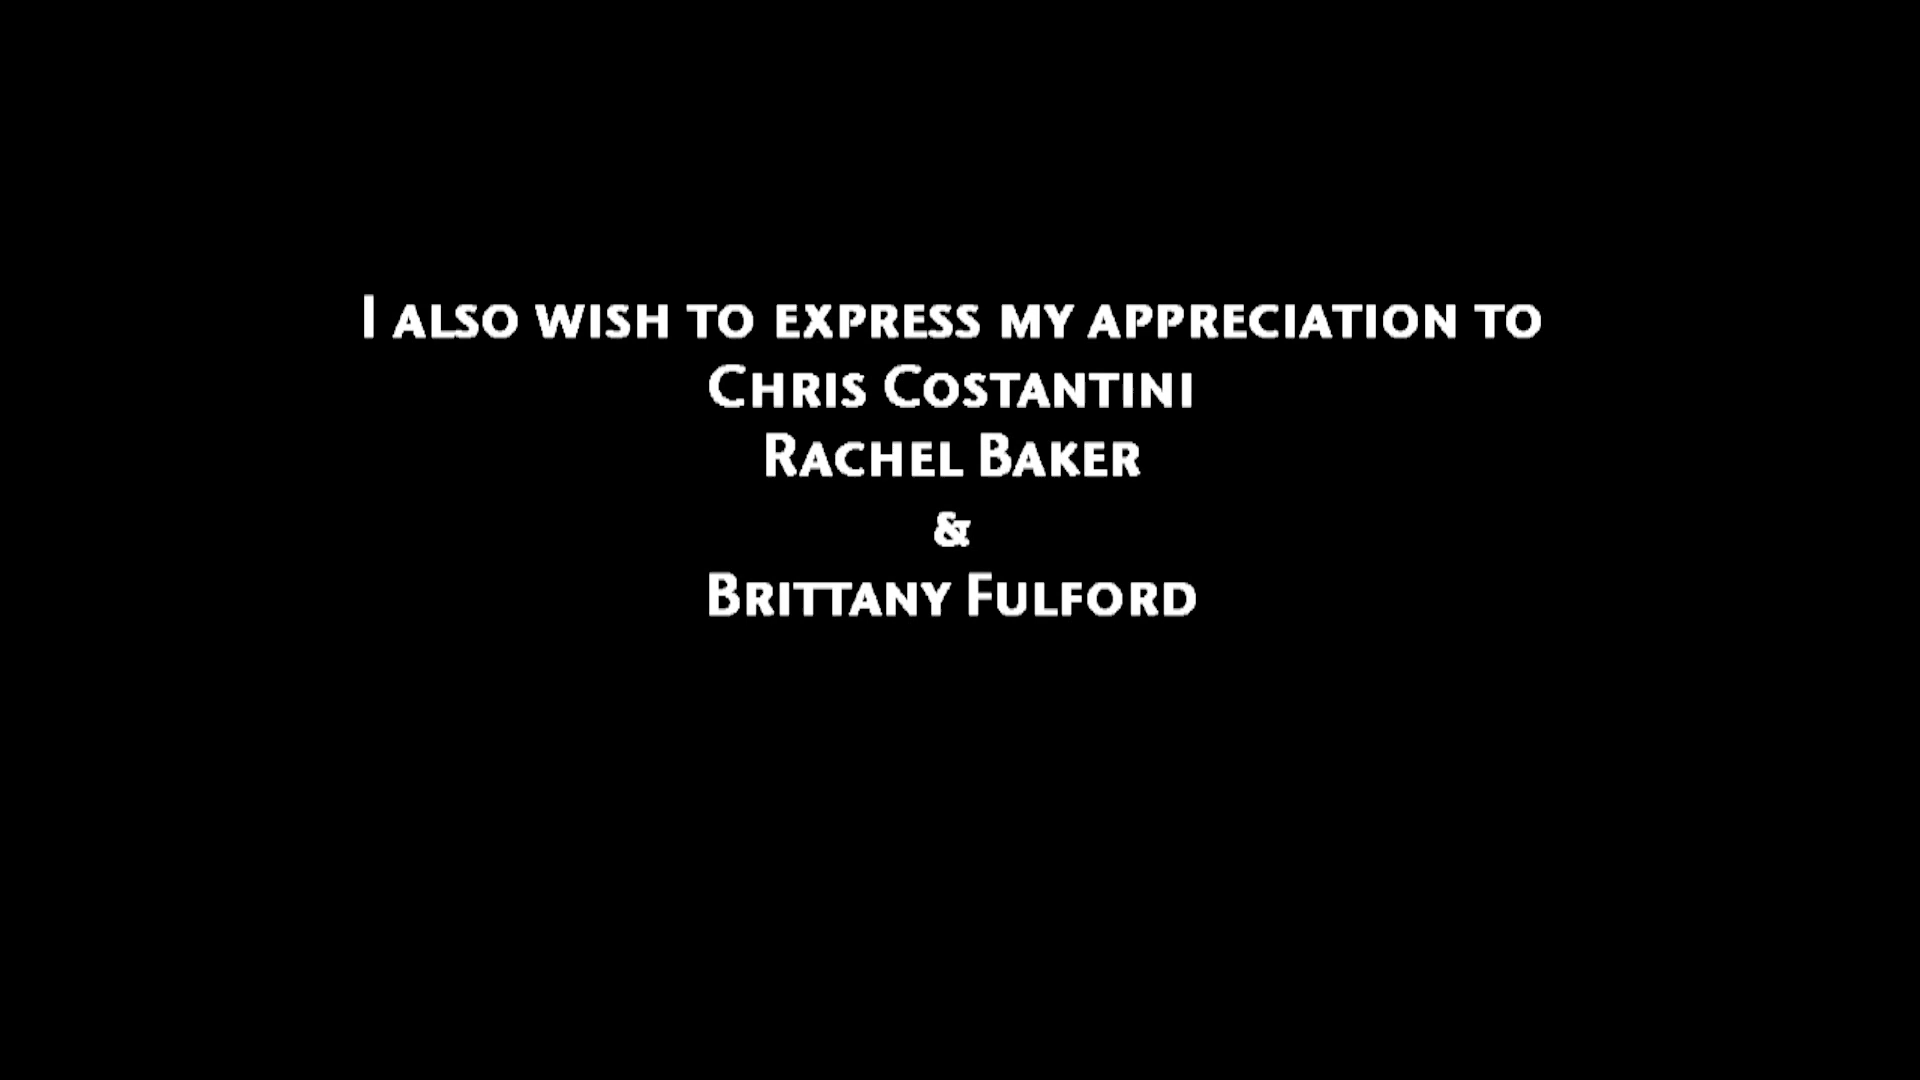 I also wish to express my appreciation to
Chris Costantini
Rachel Baker
&
Brittany Fulford